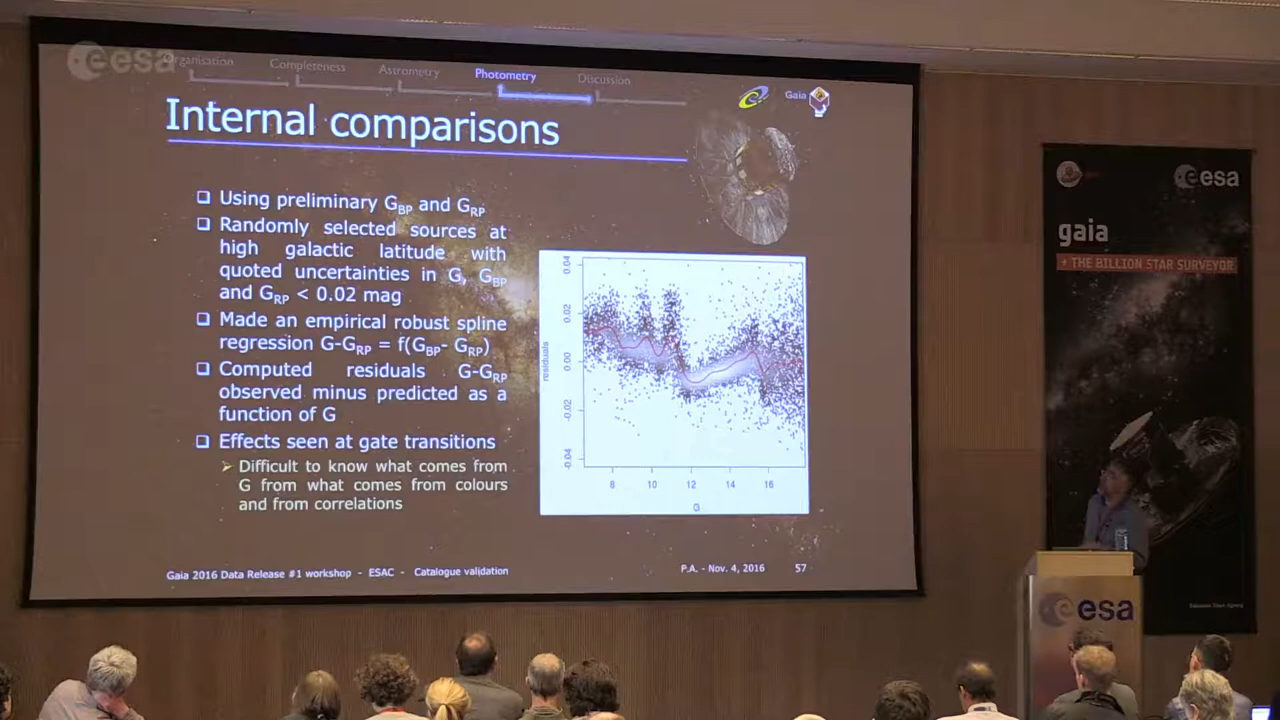 esa
Organisation Completeness Astrometry Photometry Discussion
Gaia
Internal comparisons
Using preliminary G_BP and G_RP
Randomly selected sources at
high galactic latitude with
quoted uncertainties in G, G_BP
and G_RP < 0.02 mag
Made an empirical robust spline
regression G-G_RP = f(G_BP- G_RP)
Computed residuals G-G_RP
observed minus predicted as a
function of G
Effects seen at gate transitions
Difficult to know what comes from
G from what comes from colours
and from correlations
residuals
0.04
0.02
0.00
-0.02
-0.04
8 10 12 14 16
G
Gaia 2016 Data Release #1 workshop - ESAC - Catalogue validation
P.A. - Nov. 4, 2016 57
esa
gaia
→ THE BILLION STAR SURVEYOR
esa